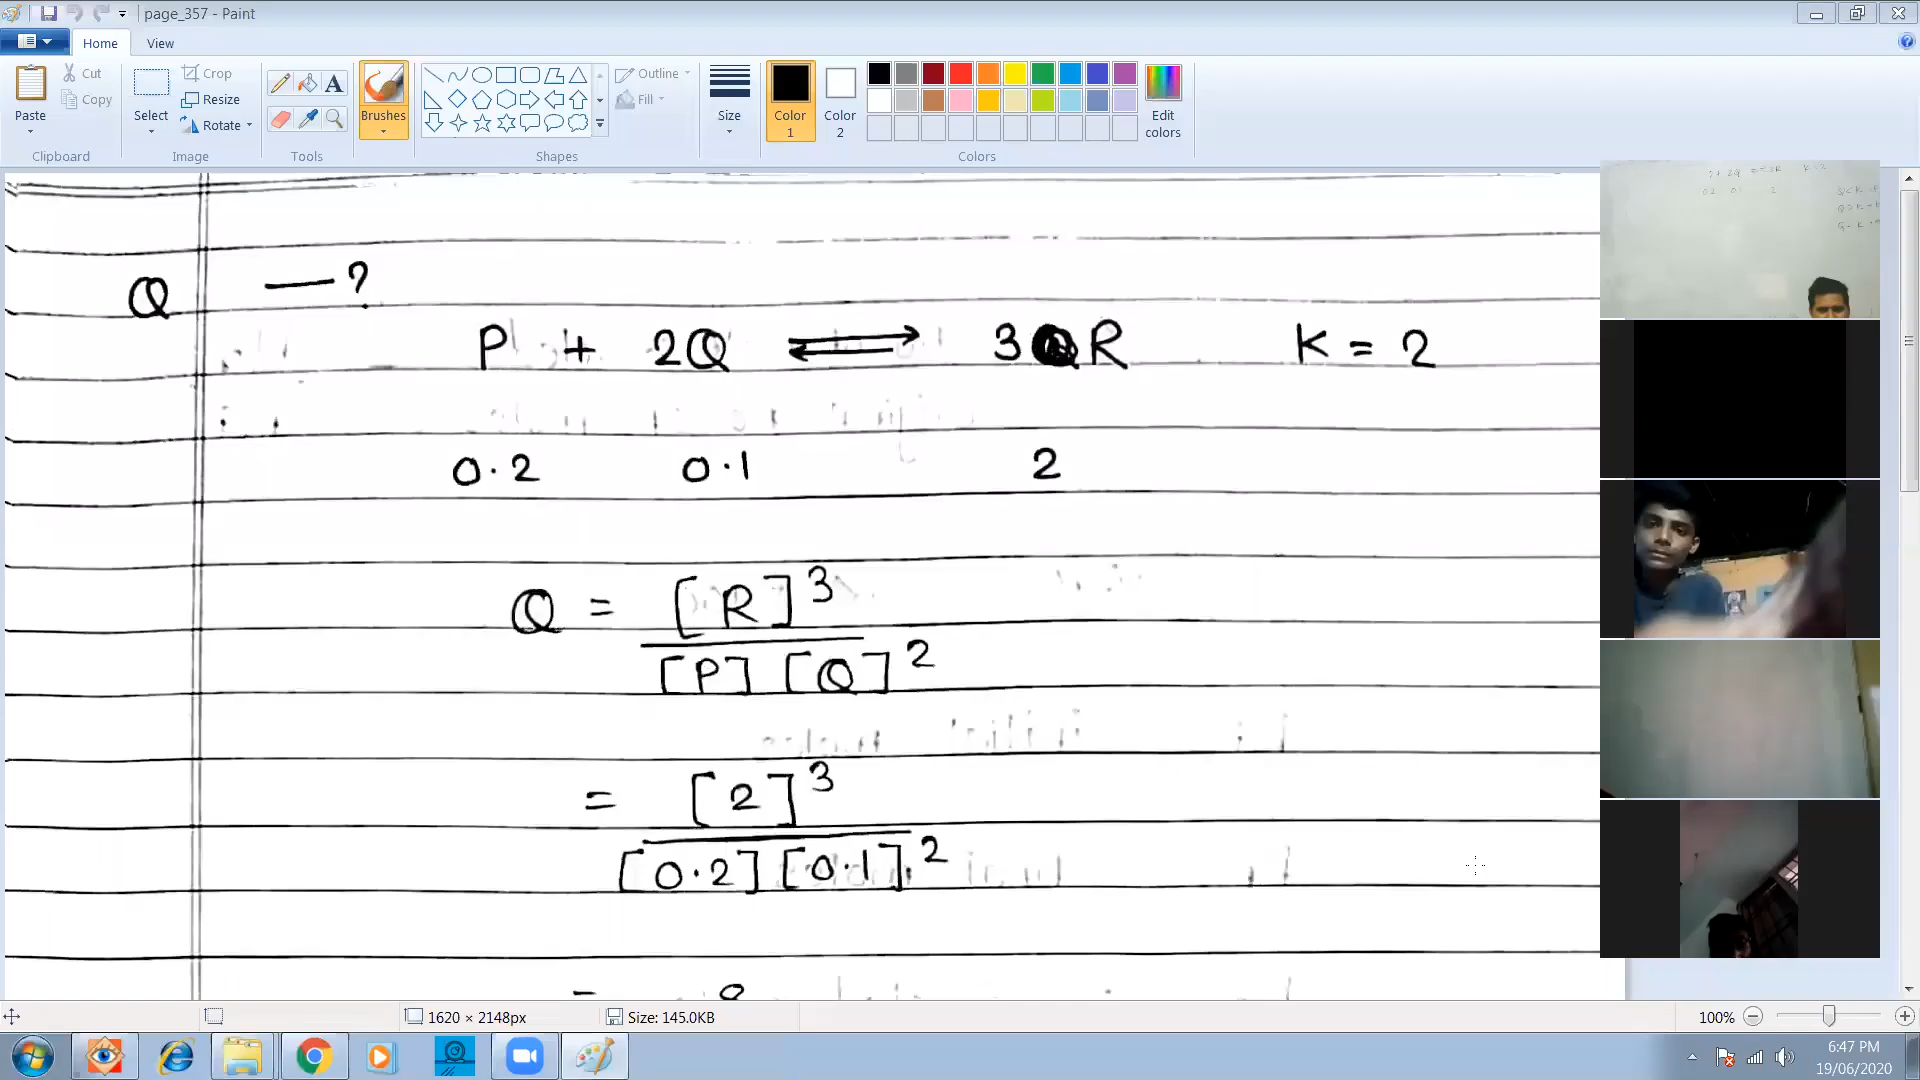 page_357 - Paint
Home View
Paste Cut Copy Clipboard
Select Crop Resize Rotate Image
Tools
Brushes
Shapes
Outline Fill
Size
Color 1 Color 2
Edit colors
Colors
Q — ?
P + 2Q ⇌ 3 R K = 2
0.2 0.1 2
Q = [R]³
[P] [Q]²
= [2]³
[0.2] [0.1]²
= 8
1620 × 2148px Size: 145.0KB 100%
6:47 PM
19/06/2020